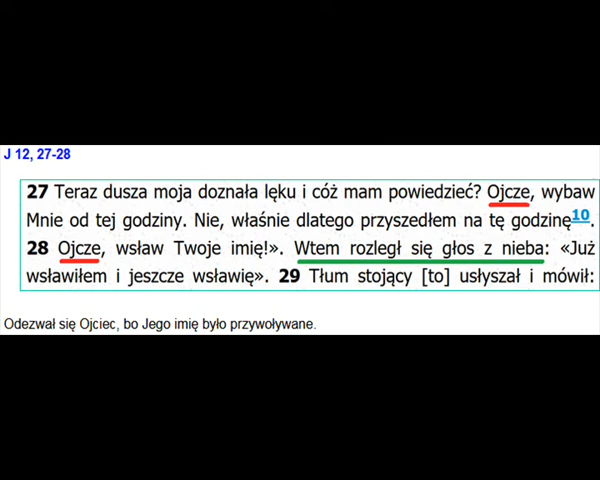 J 12, 27-28
27 Teraz dusza moja doznała lęku i cóż mam powiedzieć? Ojcze, wybaw
Mnie od tej godziny. Nie, właśnie dlatego przyszedłem na tę godzinę10.
28 Ojcze, wsław Twoje imię!». Wtem rozległ się głos z nieba: «Już
wsławiłem i jeszcze wsławię». 29 Tłum stojący [to] usłyszał i mówił:
Odezwał się Ojciec, bo Jego imię było przywoływane.